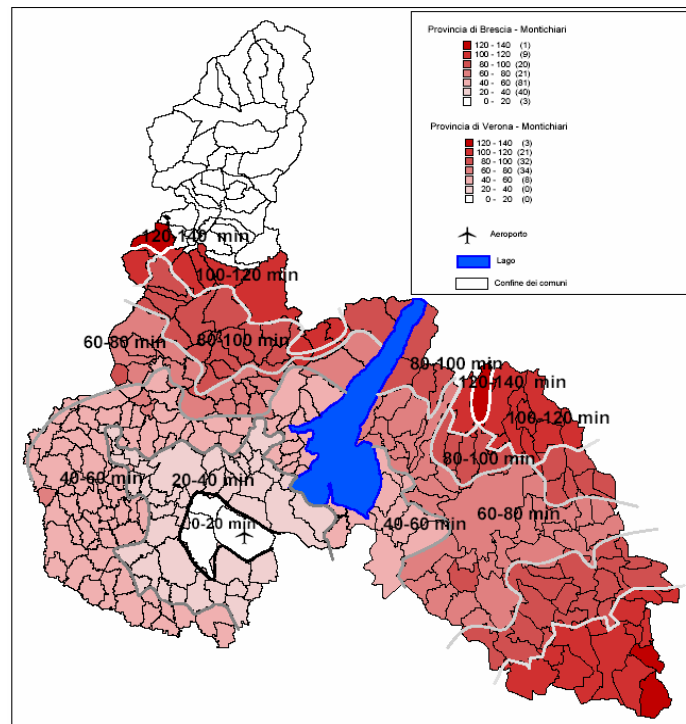 Provincia di Brescia - Montichiari
120 - 140 (1)
100 - 120 (9)
80 - 100 (20)
60 - 80 (21)
40 - 60 (81)
20 - 40 (40)
0 - 20 (3)
Provincia di Verona - Montichiari
120 - 140 (3)
100 - 120 (21)
80 - 100 (32)
60 - 80 (34)
40 - 60 (8)
20 - 40 (0)
0 - 20 (0)
Aeroporto
Lago
Confine dei comuni
120-140 min
100-120 min
60-80 min
80-100 min
80-100 min
120-140 min
100-120 min
80-100 min
40-60 min
20-40 min
0-20 min
40-60 min
60-80 min